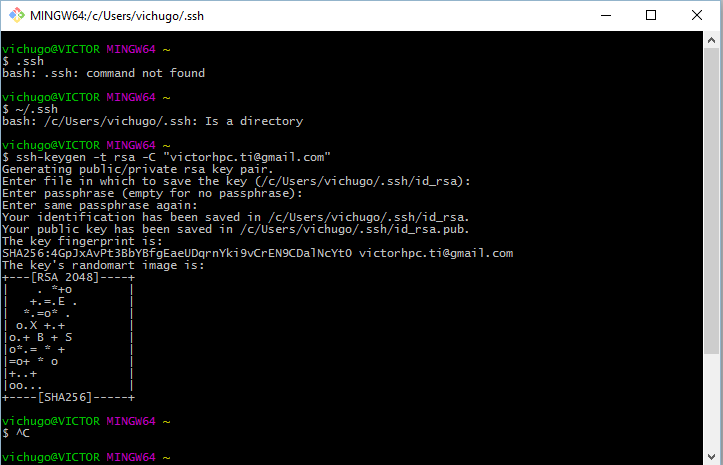 MINGW64:/c/Users/vichugo/.ssh
vichugo@VICTOR MINGW64 ~
$ .ssh
bash: .ssh: command not found
vichugo@VICTOR MINGW64 ~
$ ~/.ssh
bash: /c/Users/vichugo/.ssh: Is a directory
vichugo@VICTOR MINGW64 ~
$ ssh-keygen -t rsa -C "victorhpc.ti@gmail.com"
Generating public/private rsa key pair.
Enter file in which to save the key (/c/Users/vichugo/.ssh/id_rsa):
Enter passphrase (empty for no passphrase):
Enter same passphrase again:
Your identification has been saved in /c/Users/vichugo/.ssh/id_rsa.
Your public key has been saved in /c/Users/vichugo/.ssh/id_rsa.pub.
The key fingerprint is:
SHA256:4GpJxAvPt3BbYBfgEaeUDqrnYki9vCrEN9CDalNcYt0 victorhpc.ti@gmail.com
The key's randomart image is:
+---[RSA 2048]----+
|    . *+o        |
|   +.=.E .       |
|  *.=o* .        |
| o.X +.+         |
|o.+ B + S        |
|o*.= * +         |
|=o+ * o          |
|+..+             |
|oo...            |
+----[SHA256]-----+
vichugo@VICTOR MINGW64 ~
$ ^C
vichugo@VICTOR MINGW64 ~